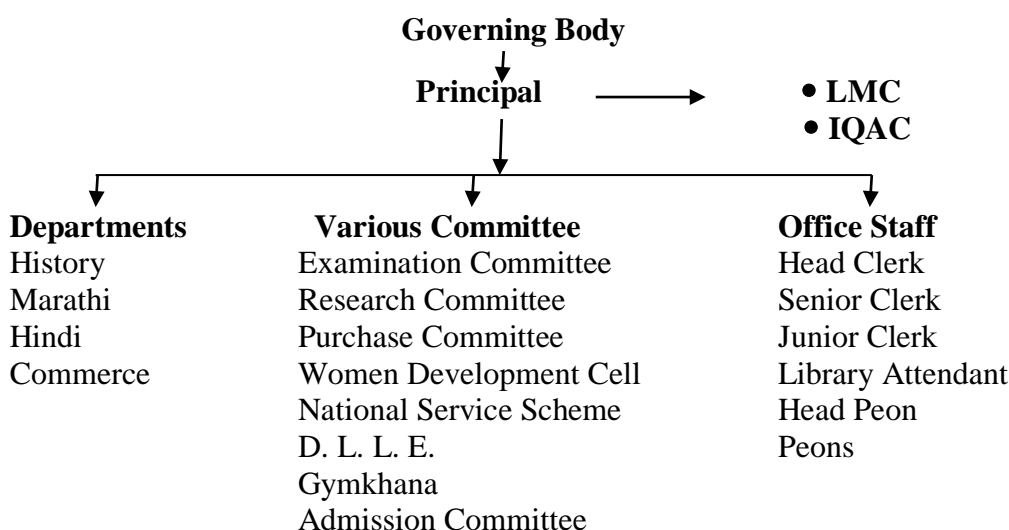 Governing Body
Principal
● LMC
● IQAC
Departments
History
Marathi
Hindi
Commerce
Various Committee
Examination Committee
Research Committee
Purchase Committee
Women Development Cell
National Service Scheme
D. L. L. E.
Gymkhana
Admission Committee
Office Staff
Head Clerk
Senior Clerk
Junior Clerk
Library Attendant
Head Peon
Peons